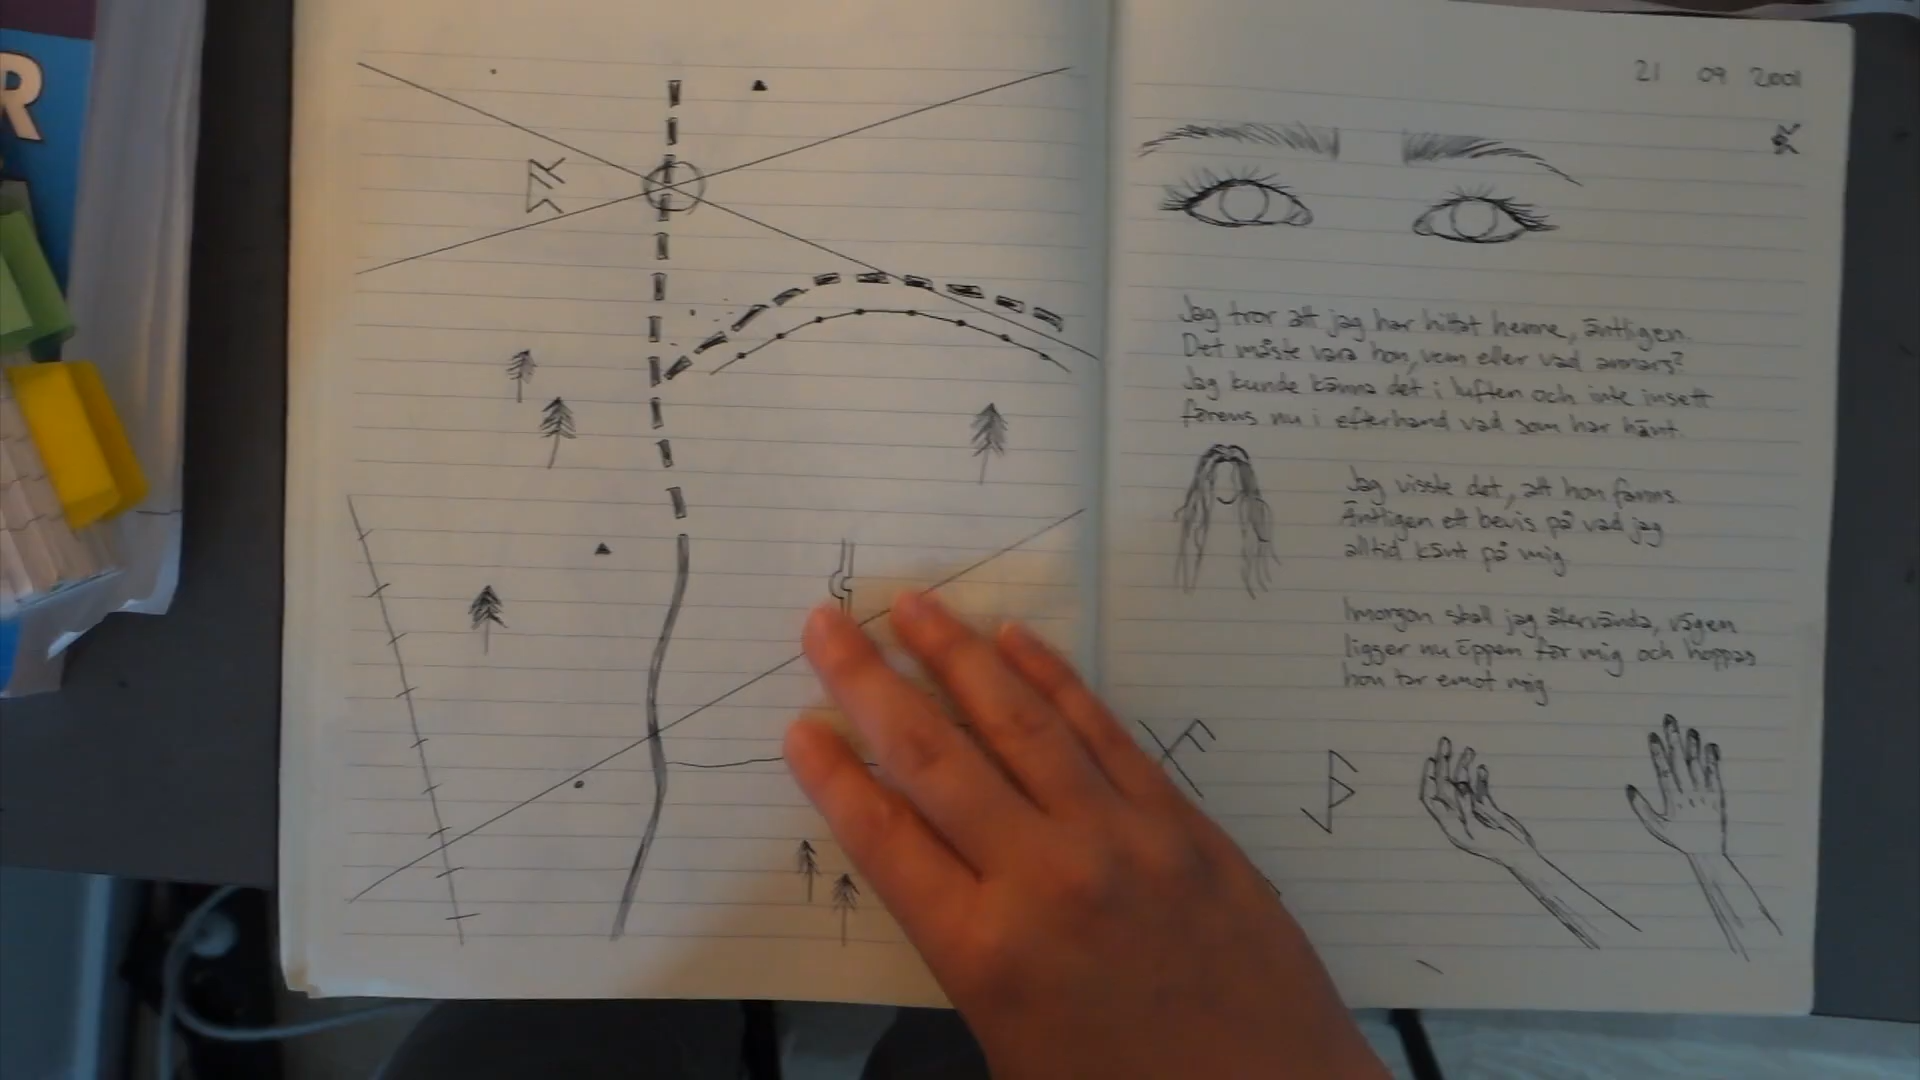 R
21 09 2001
Jag tror att jag har hittat henne, äntligen.
Det måste vara hon, vem eller vad annars?
Jag kunde känna det i luften och inte insett
förens nu i efterhand vad som har hänt.
Jag visste det, att hon fanns.
Äntligen ett bevis på vad jag
alltid känt på mig.
Imorgon skall jag återvända, vägen
ligger nu öppen för mig och hoppas
hon tar emot mig